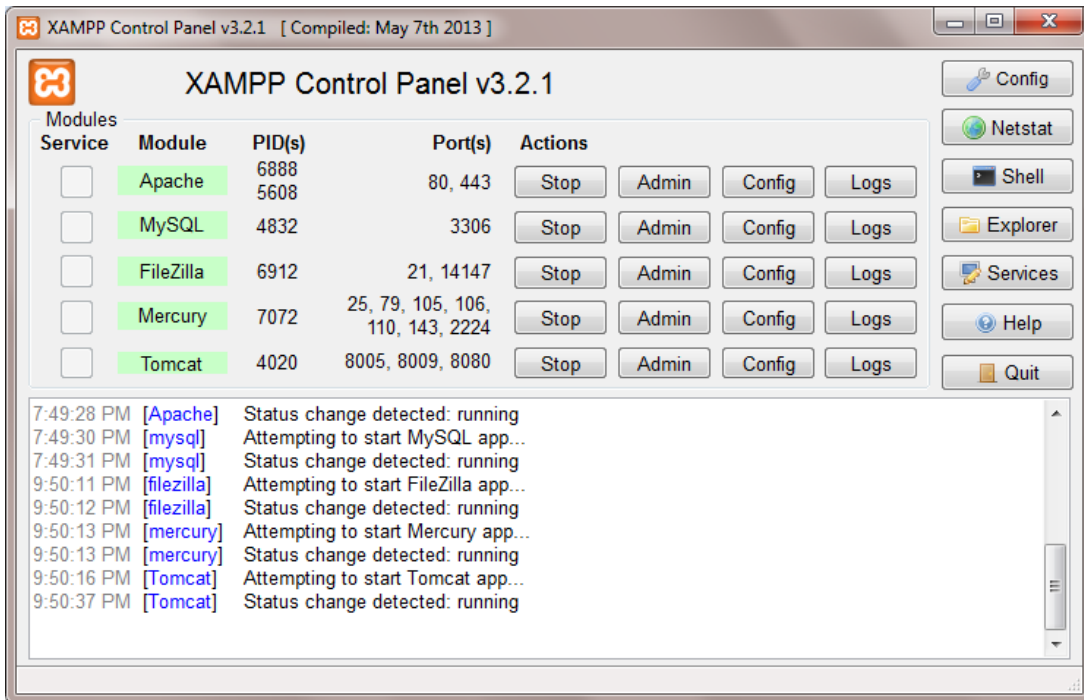 XAMPP Control Panel v3.2.1 [ Compiled: May 7th 2013 ]
XAMPP Control Panel v3.2.1
Config
Netstat
Shell
Explorer
Services
Help
Quit
Modules
Service Module PID(s) Port(s) Actions
Apache 6888 5608 80, 443 Stop Admin Config Logs
MySQL 4832 3306 Stop Admin Config Logs
FileZilla 6912 21, 14147 Stop Admin Config Logs
Mercury 7072 25, 79, 105, 106, 110, 143, 2224 Stop Admin Config Logs
Tomcat 4020 8005, 8009, 8080 Stop Admin Config Logs
7:49:28 PM [Apache] Status change detected: running
7:49:30 PM [mysql] Attempting to start MySQL app...
7:49:31 PM [mysql] Status change detected: running
9:50:11 PM [filezilla] Attempting to start FileZilla app...
9:50:12 PM [filezilla] Status change detected: running
9:50:13 PM [mercury] Attempting to start Mercury app...
9:50:13 PM [mercury] Status change detected: running
9:50:16 PM [Tomcat] Attempting to start Tomcat app...
9:50:37 PM [Tomcat] Status change detected: running